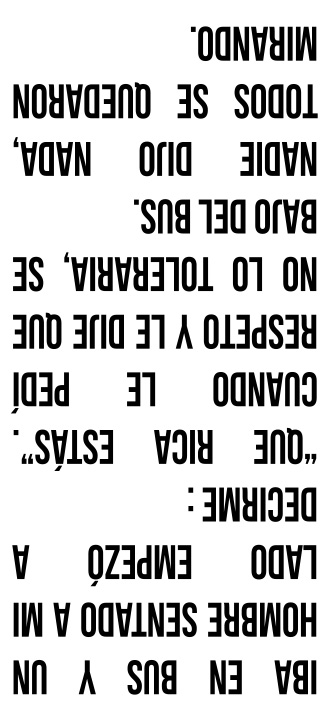 IBA EN BUS Y UN
HOMBRE SENTADO A MI
LADO EMPEZÓ A
DECIRME :
“QUE RICA ESTÁS”.
CUANDO LE PEDÍ
RESPETO Y LE DIJE QUE
NO LO TOLERARIA, SE
BAJO DEL BUS.
NADIE DIJO NADA,
TODOS SE QUEDARON
MIRANDO.